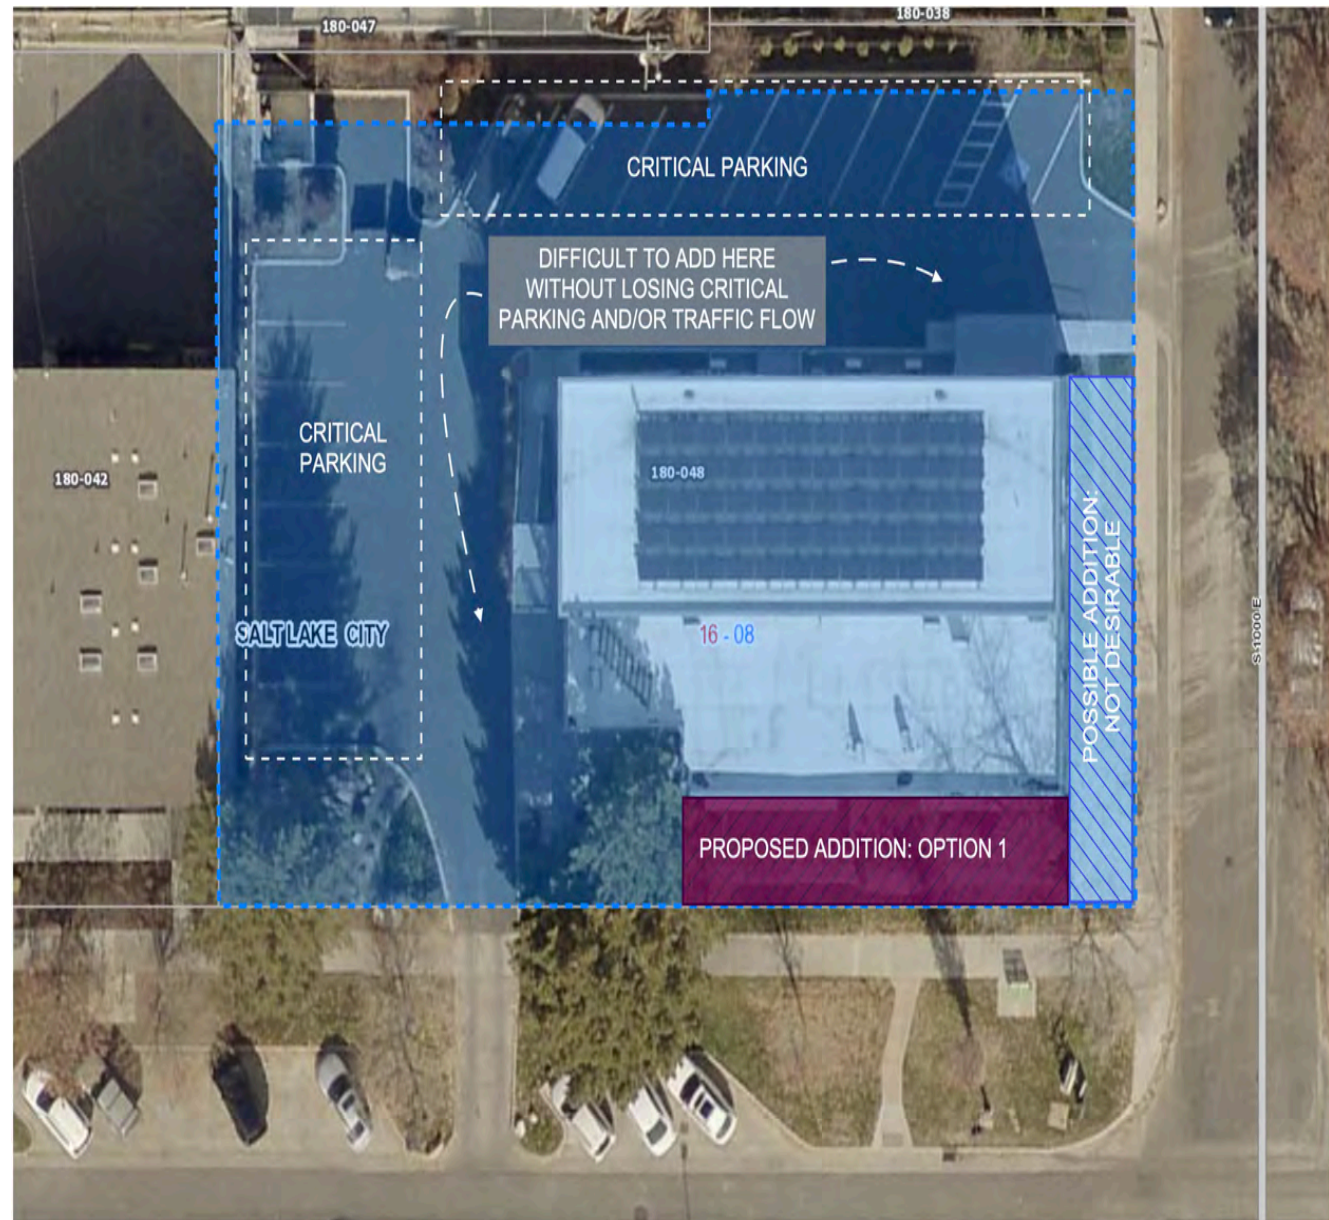 180-047
180-038
CRITICAL PARKING
DIFFICULT TO ADD HERE
WITHOUT LOSING CRITICAL
PARKING AND/OR TRAFFIC FLOW
CRITICAL
PARKING
180-042
180-048
POSSIBLE ADDITION:
NOT DESIRABLE
SALT LAKE CITY
16 - 08
S 1000 E
PROPOSED ADDITION: OPTION 1